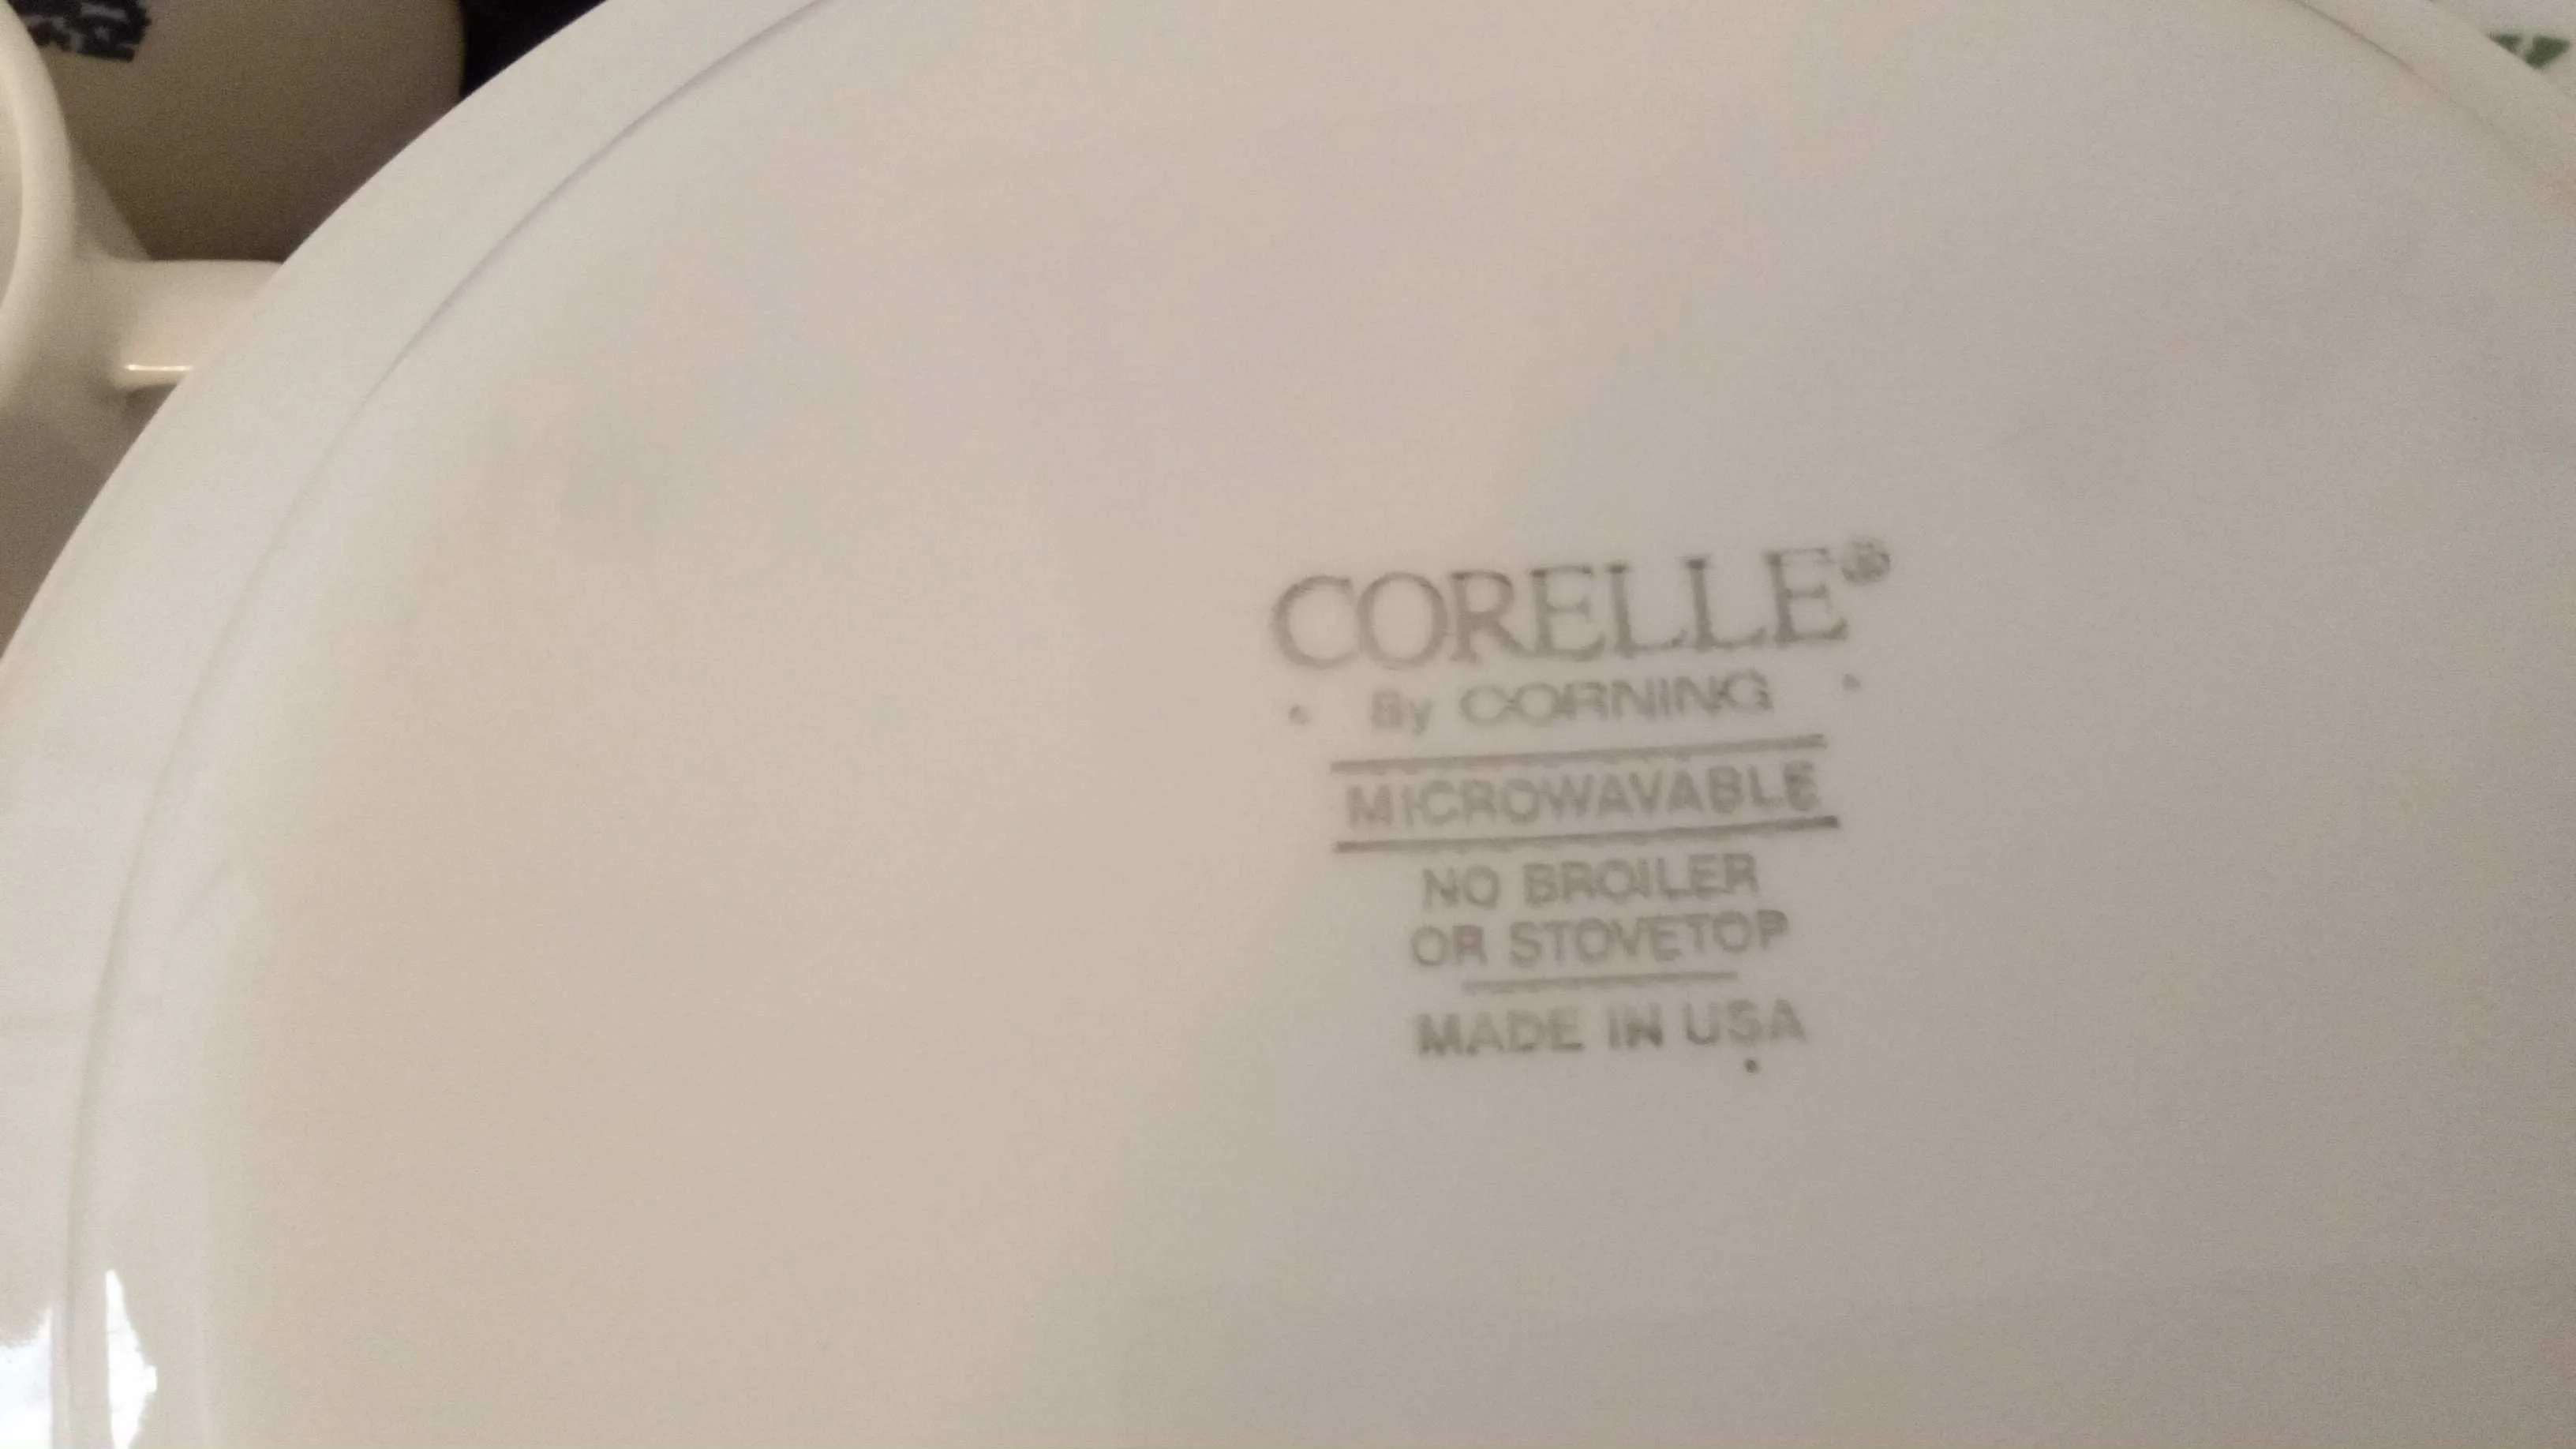 CORELLE®
By CORNING
MICROWAVABLE
NO BROILER
OR STOVETOP
MADE IN USA